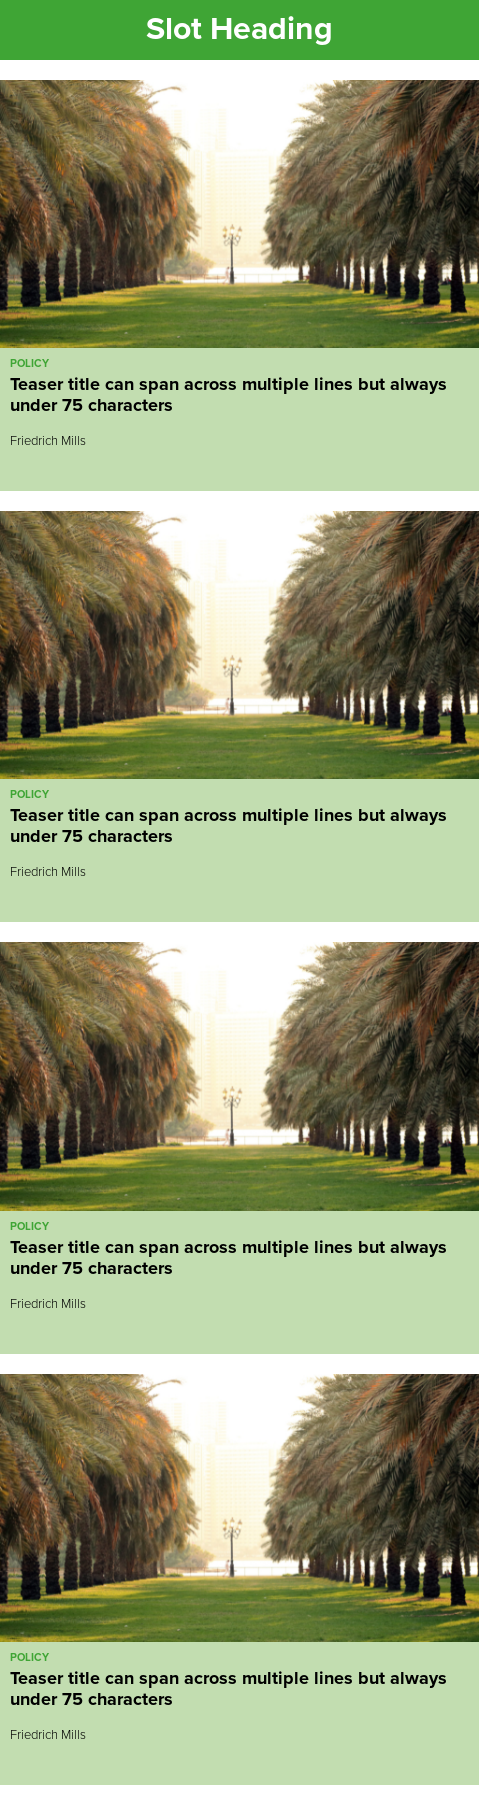 Slot Heading
POLICY
Teaser title can span across multiple lines but always
under 75 characters
Friedrich Mills
POLICY
Teaser title can span across multiple lines but always
under 75 characters
Friedrich Mills
POLICY
Teaser title can span across multiple lines but always
under 75 characters
Friedrich Mills
POLICY
Teaser title can span across multiple lines but always
under 75 characters
Friedrich Mills